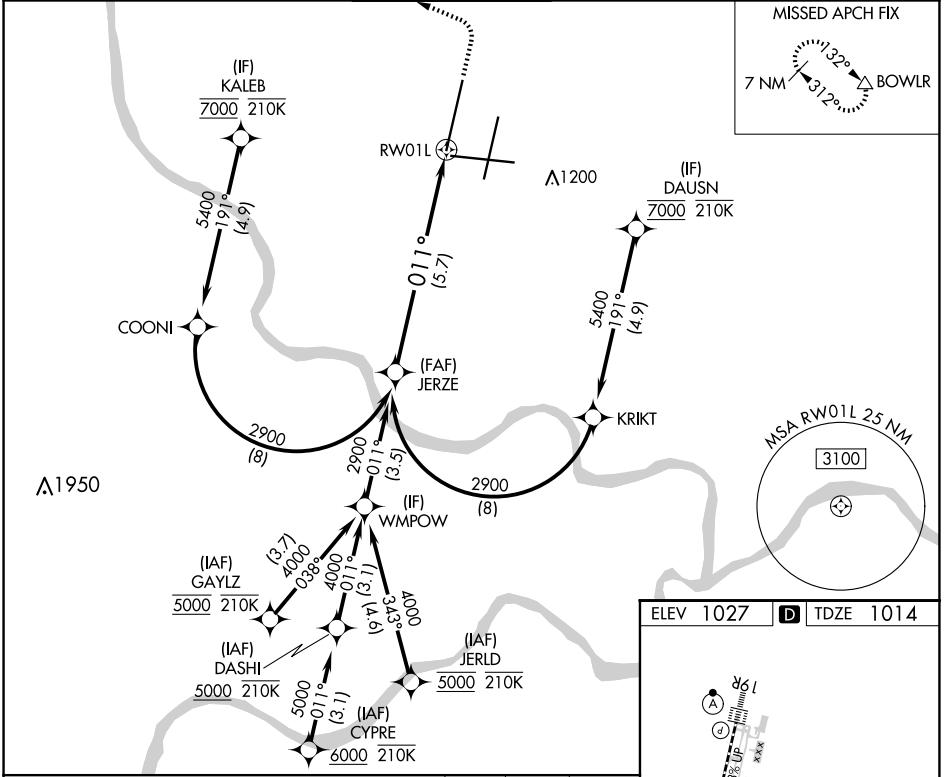 MISSED APCH FIX
132°
7 NM
312°
BOWLR
(IF)
KALEB
7000 210K
RW01L
1200
(IF)
DAUSN
7000 210K
5400
191°
(4.9)
011°
(5.7)
5400
191°
(4.9)
COONI
(FAF)
JERZE
KRIKT
2900
(8)
2900
011°
(3.5)
2900
(8)
MSA RW01L 25 NM
3100
1950
(IF)
WMPOW
(3.7)
4000
038°
4000
011°
(3.1)
4000
343°
(4.6)
(IAF)
GAYLZ
5000 210K
(IAF)
DASHI
5000 210K
(IAF)
JERLD
5000 210K
5000
011°
(3.1)
(IAF)
CYPRE
6000 210K
ELEV 1027 D TDZE 1014
19R
A
P
% UP
XXX